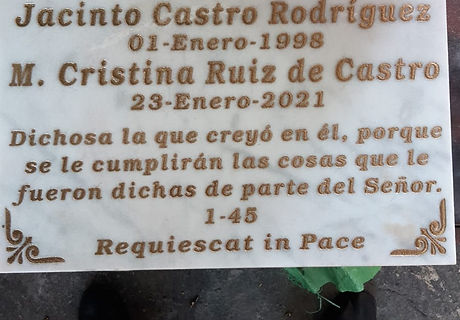 Jacinto Castro Rodríguez
01-Enero-1998
M. Cristina Ruiz de Castro
23-Enero-2021
Dichosa la que creyó en él, porque
se le cumplirán las cosas que le
fueron dichas de parte del Señor.
1-45
Requiescat in Pace